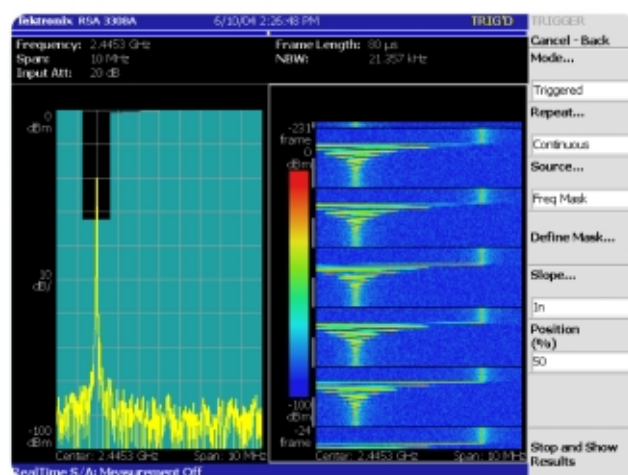 Tektronix RSA 3308A 6/10/04 2:26:48 PM TRIG'D TRIGGER
Frequency: 2.4453 GHz
Span: 10 MHz
Input Att: 20 dB
Frame Length: 80 µs
NBW: 21.357 kHz
Cancel - Back
Mode...
Triggered
Repeat...
Continuous
Source...
Freq Mask
Define Mask...
Slope...
In
Position
(%)
50
Stop and Show
Results
0
dBm
10
dB/
-100
dBm
Center: 2.4453 GHz Span: 10 MHz
-231
frame
0
dBm
-100
dBm
-24
frame
Center: 2.4453 GHz Span: 10 MHz
RealTime S/A: Measurement Off